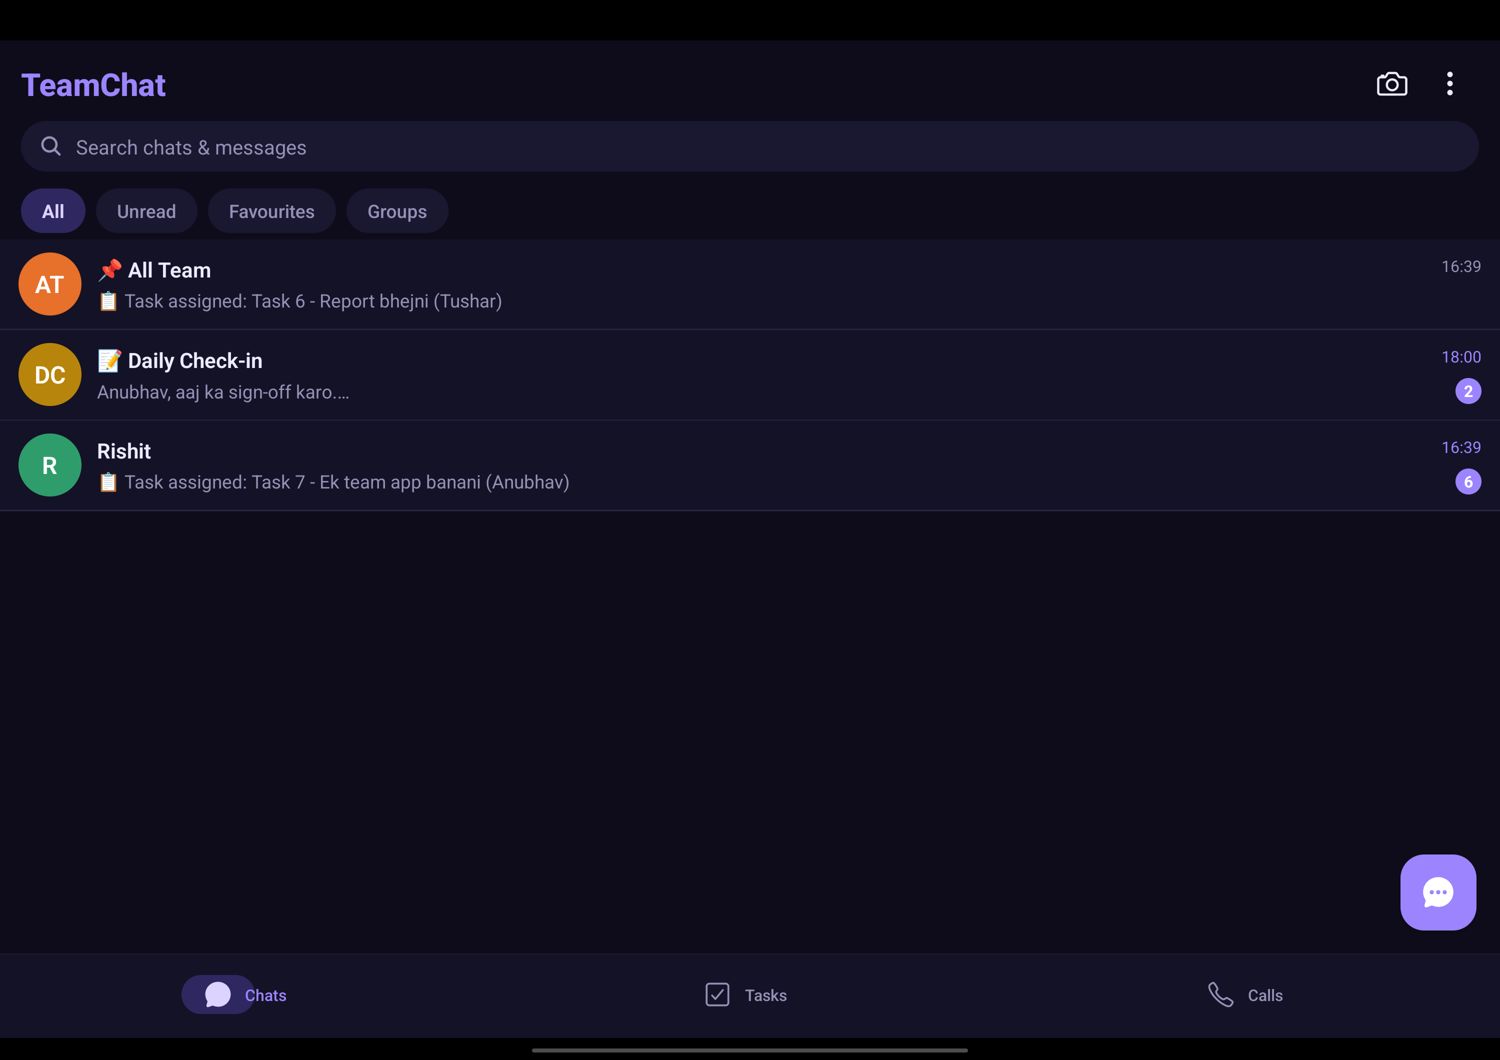 TeamChat
Search chats & messages
All
Unread
Favourites
Groups
AT
📌 All Team
16:39
📋 Task assigned: Task 6 - Report bhejni (Tushar)
DC
📝 Daily Check-in
18:00
Anubhav, aaj ka sign-off karo....
2
R
Rishit
16:39
📋 Task assigned: Task 7 - Ek team app banani (Anubhav)
6
Chats
Tasks
Calls